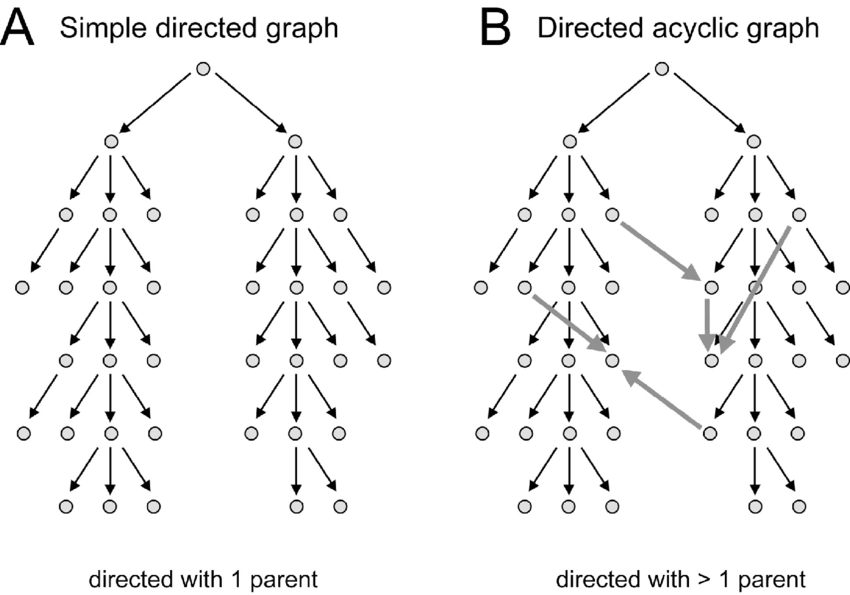 A Simple directed graph
B Directed acyclic graph
directed with 1 parent
directed with > 1 parent